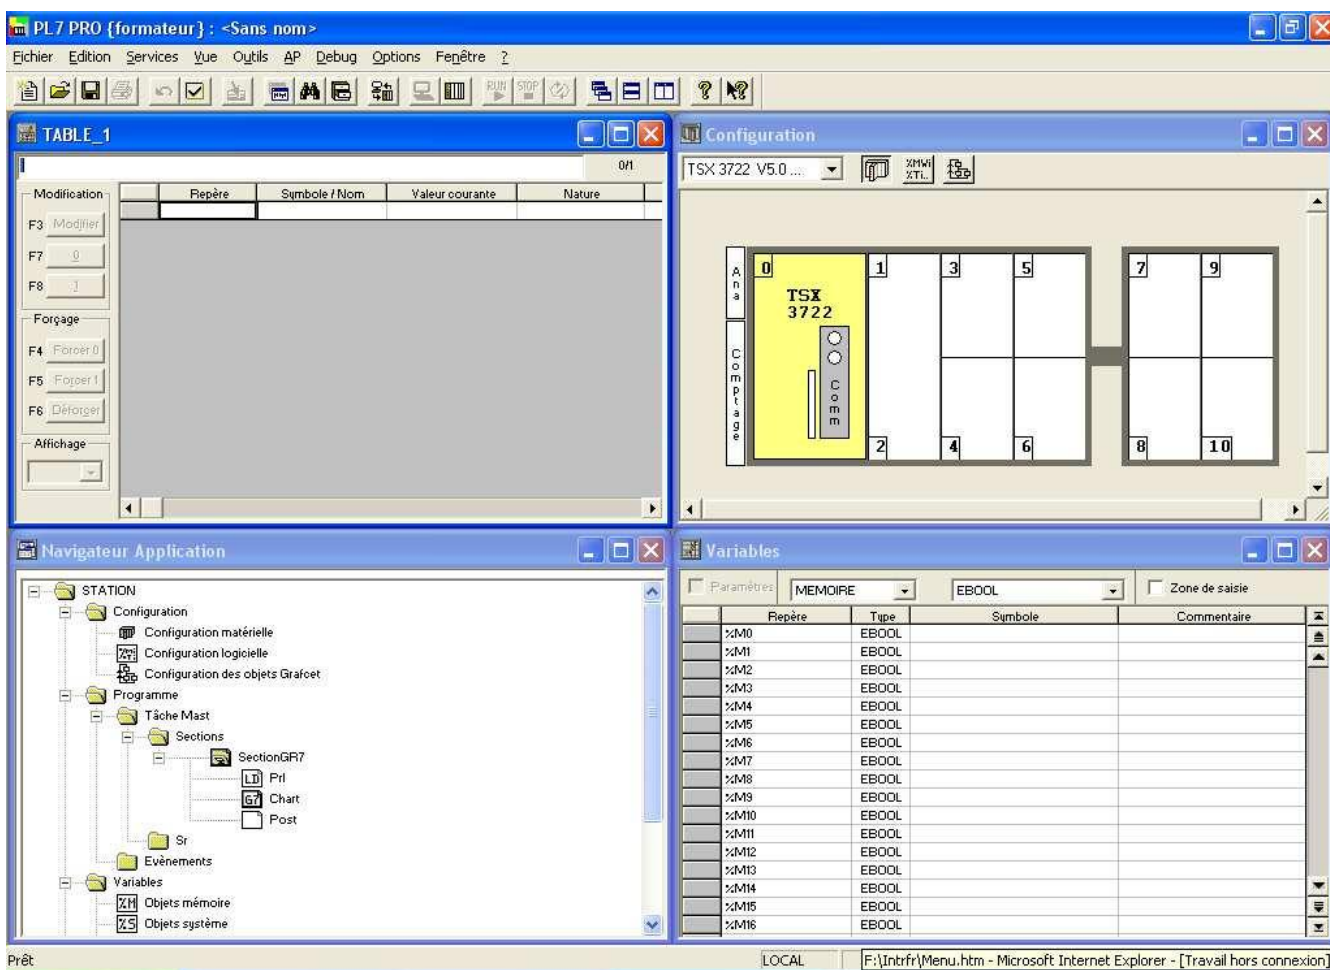 PL7 PRO {formateur} : <Sans nom>
Fichier Edition Services Vue Outils AP Debug Options Fenêtre ?
RUN STOP
TABLE_1
0/1
Modification
Repère Symbole / Nom Valeur courante Nature
F3 Modifier
F7 0
F8 1
Forçage
F4 Forcer 0
F5 Forcer 1
F6 Déforcer
Affichage
Configuration
TSX 3722 V5.0 ...
%MWi
%Ti..
Ana
Comptage
0 1 3 5 7 9
TSX
3722
Comm
2 4 6 8 10
Navigateur Application
STATION
Configuration
Configuration matérielle
Configuration logicielle
Configuration des objets Grafcet
Programme
Tâche Mast
Sections
SectionGR7
LD Prl
G7 Chart
Post
Sr
Evènements
Variables
%M Objets mémoire
%S Objets système
Variables
Paramètres MEMOIRE EBOOL Zone de saisie
Repère Type Symbole Commentaire
%M0 EBOOL
%M1 EBOOL
%M2 EBOOL
%M3 EBOOL
%M4 EBOOL
%M5 EBOOL
%M6 EBOOL
%M7 EBOOL
%M8 EBOOL
%M9 EBOOL
%M10 EBOOL
%M11 EBOOL
%M12 EBOOL
%M13 EBOOL
%M14 EBOOL
%M15 EBOOL
%M16 EBOOL
Prêt
LOCAL
F:\Intrfr\Menu.htm - Microsoft Internet Explorer - [Travail hors connexion]